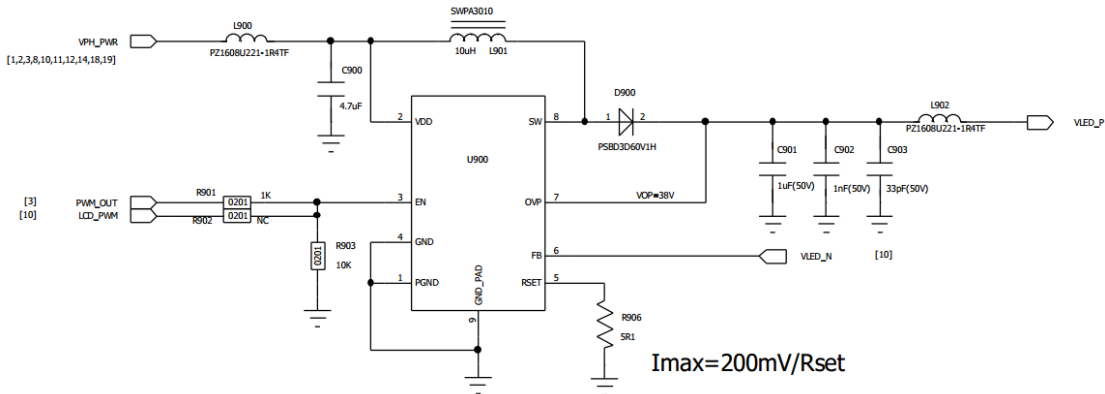 SWPA3010
L900
VPH_PWR
PZ1608U221-1R4TF
10uH L901
[1,2,3,8,10,11,12,14,18,19]
C900
4.7uF
D900
L902
2 VDD
SW 8
1 2
PSBD3D60V1H
PZ1608U221-1R4TF
VLED_P
U900
C901
C902
C903
1uF(50V)
1nF(50V)
33pF(50V)
R901 1K
[3] PWM_OUT 0201
3 EN
OVP 7
VOP=38V
[10] LCD_PWM 0201
R902 NC
4 GND
0201
R903
10K
FB 6
VLED_N [10]
1 PGND
GND_PAD
RSET 5
9
R906
5R1
Imax=200mV/Rset